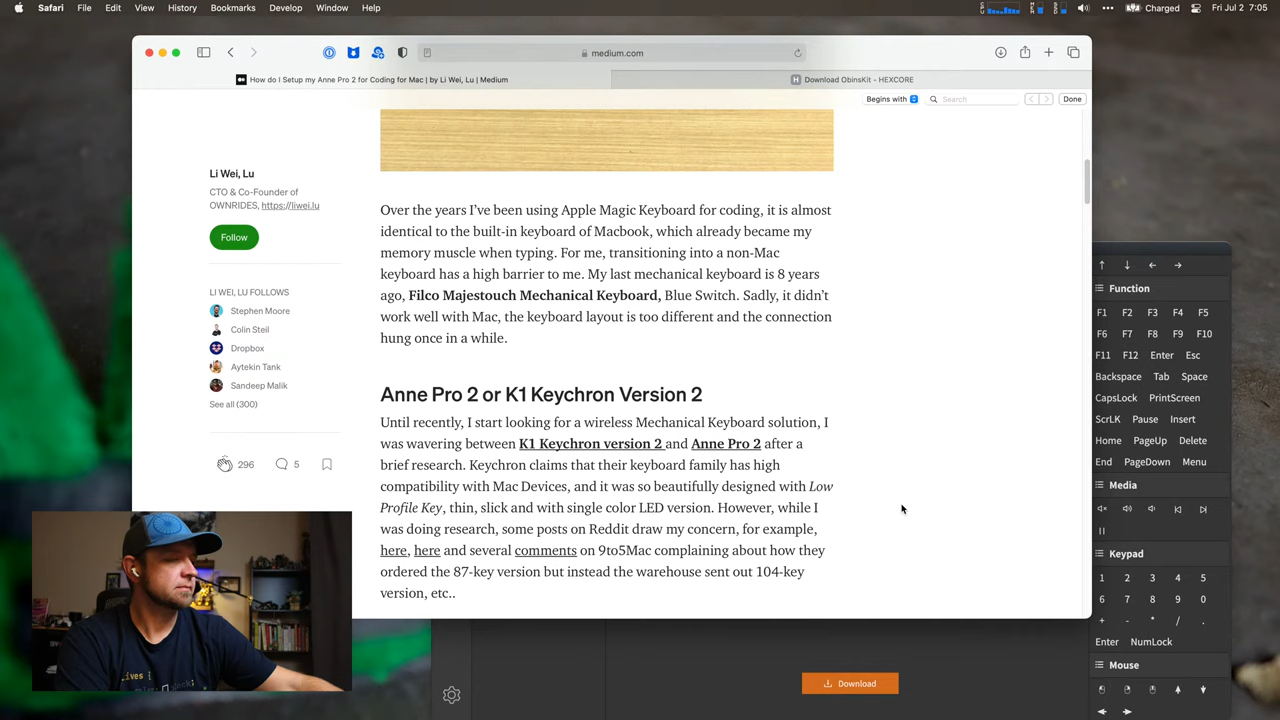 Safari File Edit View History Bookmarks Develop Window Help
Charged Fri Jul 2 7:05
medium.com
How do I Setup my Anne Pro 2 for Coding for Mac | by Li Wei, Lu | Medium
Download ObinsKit - HEXCORE
Begins with Search Done
Li Wei, Lu
CTO & Co-Founder of
OWNRIDES, https://liwei.lu
Follow
LI WEI, LU FOLLOWS
Stephen Moore
Colin Steil
Dropbox
Aytekin Tank
Sandeep Malik
See all (300)
296 5
Over the years I’ve been using Apple Magic Keyboard for coding, it is almost
identical to the built-in keyboard of Macbook, which already became my
memory muscle when typing. For me, transitioning into a non-Mac
keyboard has a high barrier to me. My last mechanical keyboard is 8 years
ago, Filco Majestouch Mechanical Keyboard, Blue Switch. Sadly, it didn’t
work well with Mac, the keyboard layout is too different and the connection
hung once in a while.
Anne Pro 2 or K1 Keychron Version 2
Until recently, I start looking for a wireless Mechanical Keyboard solution, I
was wavering between K1 Keychron version 2 and Anne Pro 2 after a
brief research. Keychron claims that their keyboard family has high
compatibility with Mac Devices, and it was so beautifully designed with Low
Profile Key, thin, slick and with single color LED version. However, while I
was doing research, some posts on Reddit draw my concern, for example,
here, here and several comments on 9to5Mac complaining about how they
ordered the 87-key version but instead the warehouse sent out 104-key
version, etc..
↑ ↓ ← →
Function
F1 F2 F3 F4 F5
F6 F7 F8 F9 F10
F11 F12 Enter Esc
Backspace Tab Space
CapsLock PrintScreen
ScrLK Pause Insert
Home PageUp Delete
End PageDown Menu
Media
Keypad
1 2 3 4 5
6 7 8 9 0
+ - * / .
Enter NumLock
Mouse
Download